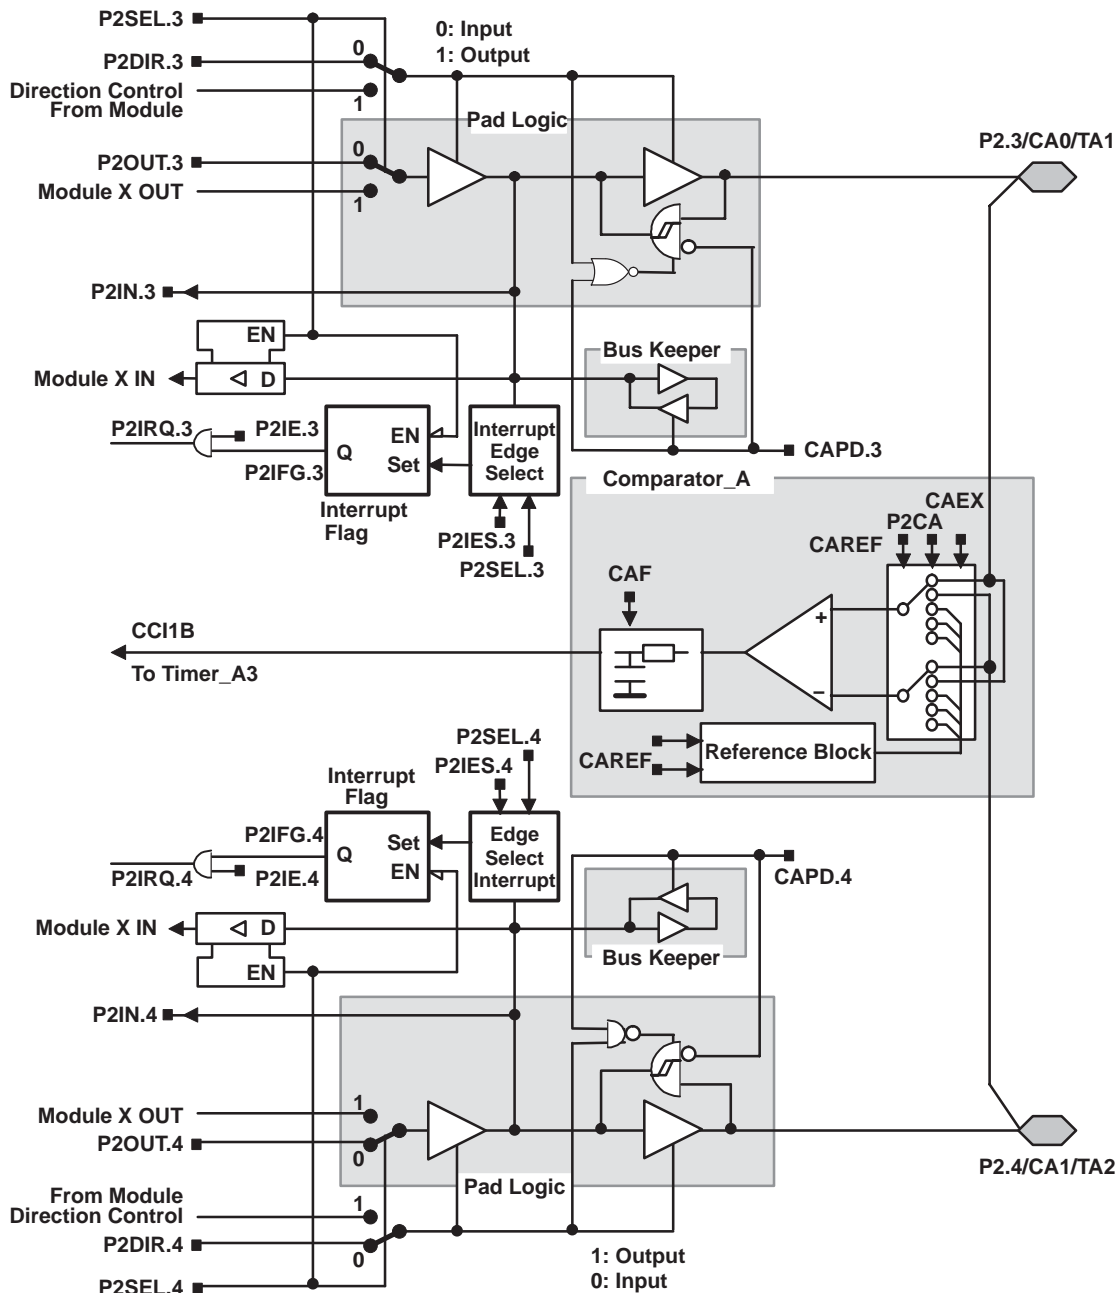 P2SEL.3
0: Input
1: Output
P2DIR.3
0
Direction Control
From Module
1
Pad Logic
P2.3/CA0/TA1
P2OUT.3
0
Module X OUT
1
P2IN.3
EN
Bus Keeper
Module X IN
D
P2IRQ.3
P2IE.3
P2IFG.3
Q
EN
Set
Interrupt
Edge
Select
CAPD.3
Interrupt
Flag
P2IES.3
P2SEL.3
Comparator_A
CAEX
P2CA
CAREF
CAF
CCI1B
To Timer_A3
+
−
Reference Block
CAREF
P2SEL.4
P2IES.4
Interrupt
Flag
P2IFG.4
Q
Set
EN
Edge
Select
Interrupt
P2IRQ.4
P2IE.4
CAPD.4
Module X IN
D
EN
Bus Keeper
P2IN.4
Module X OUT
1
P2OUT.4
0
P2.4/CA1/TA2
Pad Logic
From Module
Direction Control
1
P2DIR.4
0
1: Output
0: Input
P2SEL.4